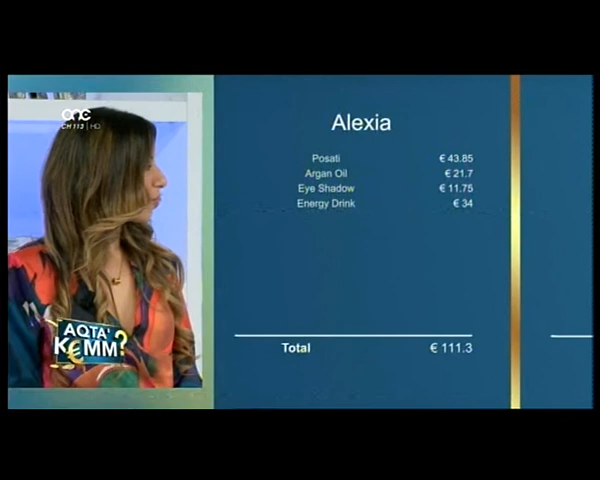 one
CH 113 | HD
AQTA'
K€MM?
Alexia
Posati € 43.85
Argan Oil € 21.7
Eye Shadow € 11.75
Energy Drink € 34
Total € 111.3